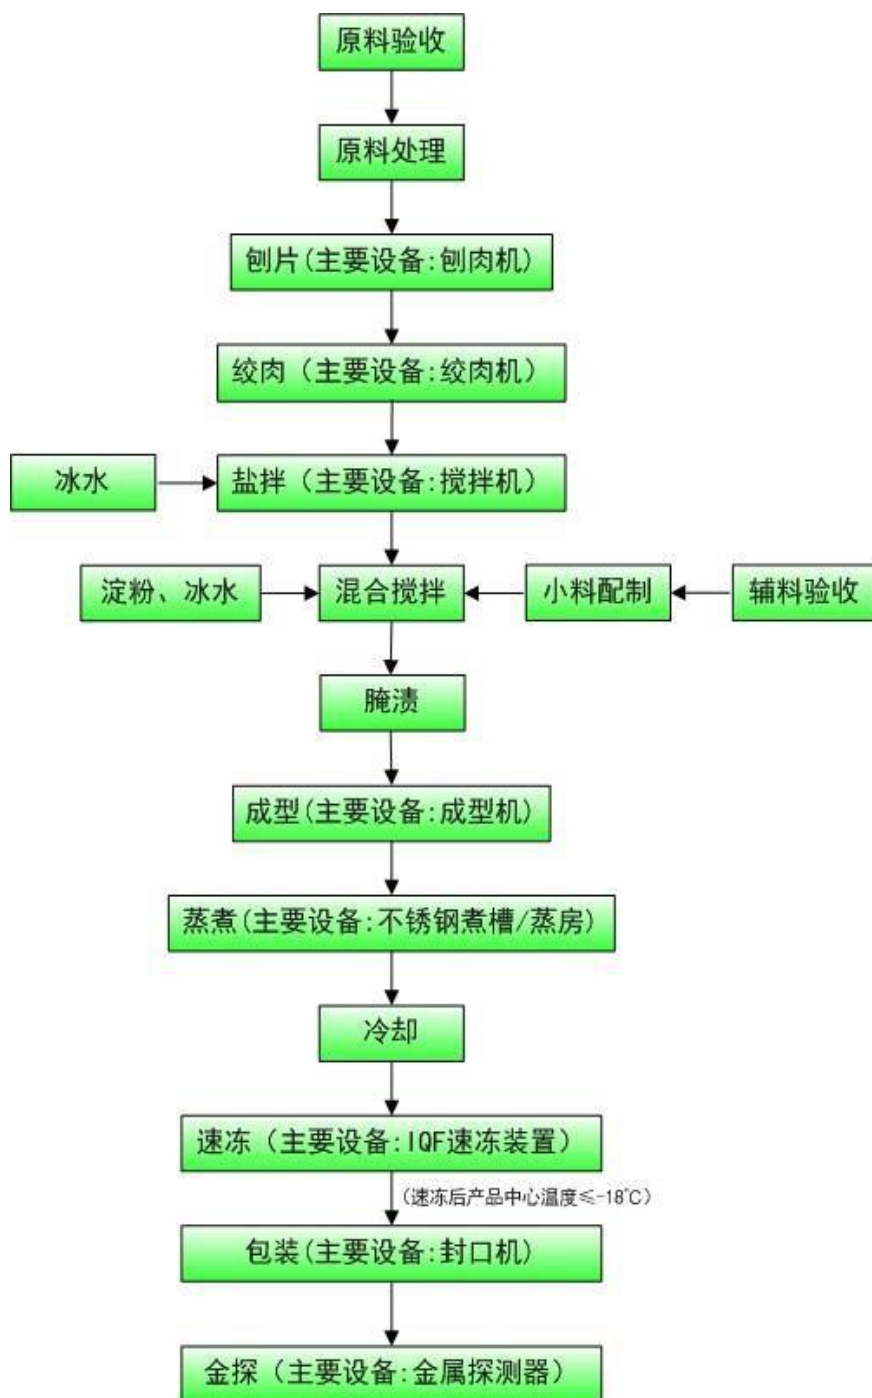 原料验收
原料处理
刨片(主要设备:刨肉机)
绞肉（主要设备:绞肉机）
冰水
盐拌（主要设备:搅拌机）
淀粉、冰水
混合搅拌
小料配制
辅料验收
腌渍
成型(主要设备:成型机)
蒸煮(主要设备:不锈钢煮槽/蒸房)
冷却
速冻（主要设备:IQF速冻装置）
（速冻后产品中心温度≤-18℃）
包装(主要设备:封口机)
金探（主要设备:金属探测器）